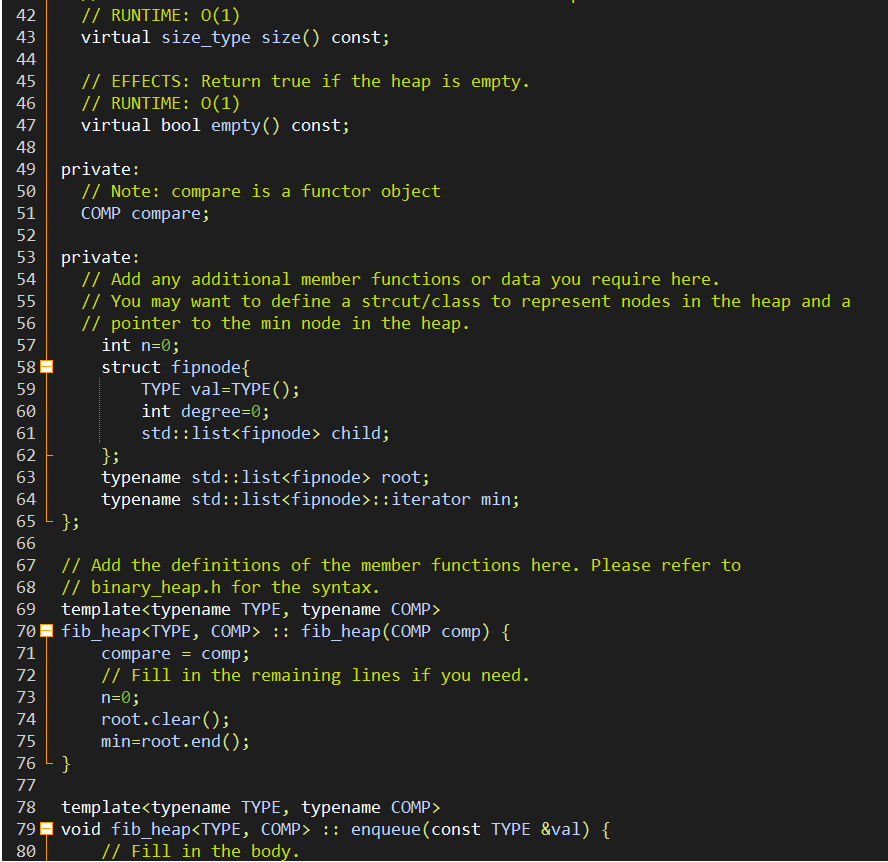 42 // RUNTIME: O(1)
43 virtual size_type size() const;
44
45 // EFFECTS: Return true if the heap is empty.
46 // RUNTIME: O(1)
47 virtual bool empty() const;
48
49 private:
50 // Note: compare is a functor object
51 COMP compare;
52
53 private:
54 // Add any additional member functions or data you require here.
55 // You may want to define a strcut/class to represent nodes in the heap and a
56 // pointer to the min node in the heap.
57 int n=0;
58 struct fipnode{
59 TYPE val=TYPE();
60 int degree=0;
61 std::list<fipnode> child;
62 };
63 typename std::list<fipnode> root;
64 typename std::list<fipnode>::iterator min;
65 };
66
67 // Add the definitions of the member functions here. Please refer to
68 // binary_heap.h for the syntax.
69 template<typename TYPE, typename COMP>
70 fib_heap<TYPE, COMP> :: fib_heap(COMP comp) {
71 compare = comp;
72 // Fill in the remaining lines if you need.
73 n=0;
74 root.clear();
75 min=root.end();
76 }
77
78 template<typename TYPE, typename COMP>
79 void fib_heap<TYPE, COMP> :: enqueue(const TYPE &val) {
80 // Fill in the body.